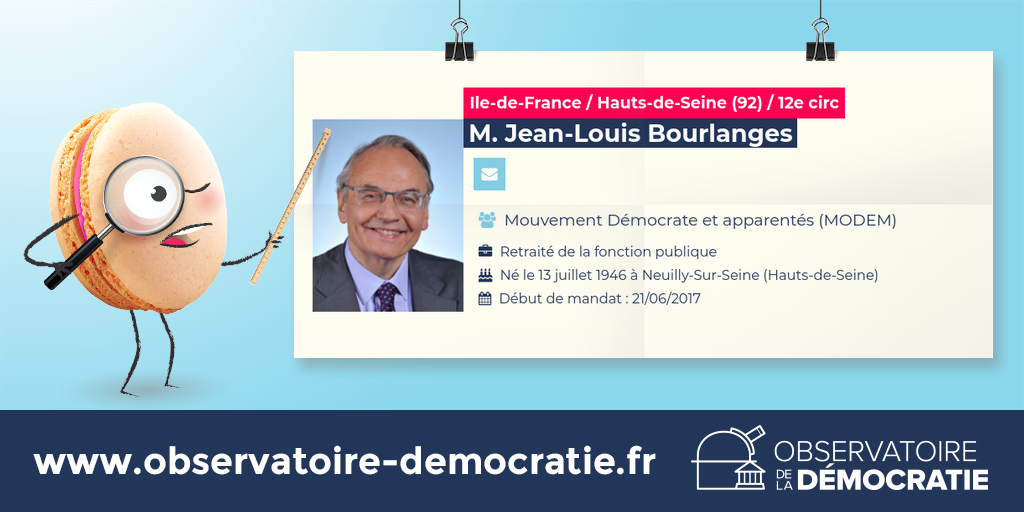 Ile-de-France / Hauts-de-Seine (92) / 12e circ
M. Jean-Louis Bourlanges
Mouvement Démocrate et apparentés (MODEM)
Retraité de la fonction publique
Né le 13 juillet 1946 à Neuilly-Sur-Seine (Hauts-de-Seine)
Début de mandat : 21/06/2017
www.observatoire-democratie.fr
OBSERVATOIRE
DE LA DÉMOCRATIE